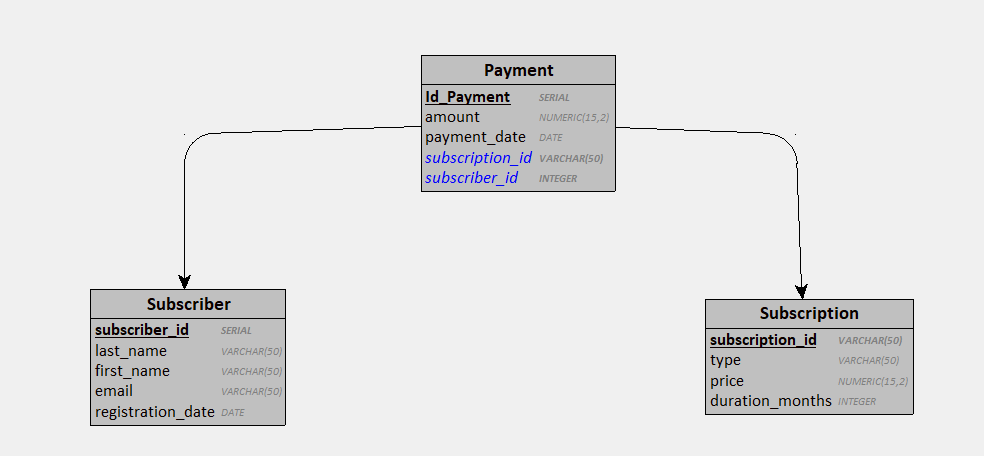 Payment
Id_Payment SERIAL
amount NUMERIC(15,2)
payment_date DATE
subscription_id VARCHAR(50)
subscriber_id INTEGER
Subscriber
subscriber_id SERIAL
last_name VARCHAR(50)
first_name VARCHAR(50)
email VARCHAR(50)
registration_date DATE
Subscription
subscription_id VARCHAR(50)
type VARCHAR(50)
price NUMERIC(15,2)
duration_months INTEGER